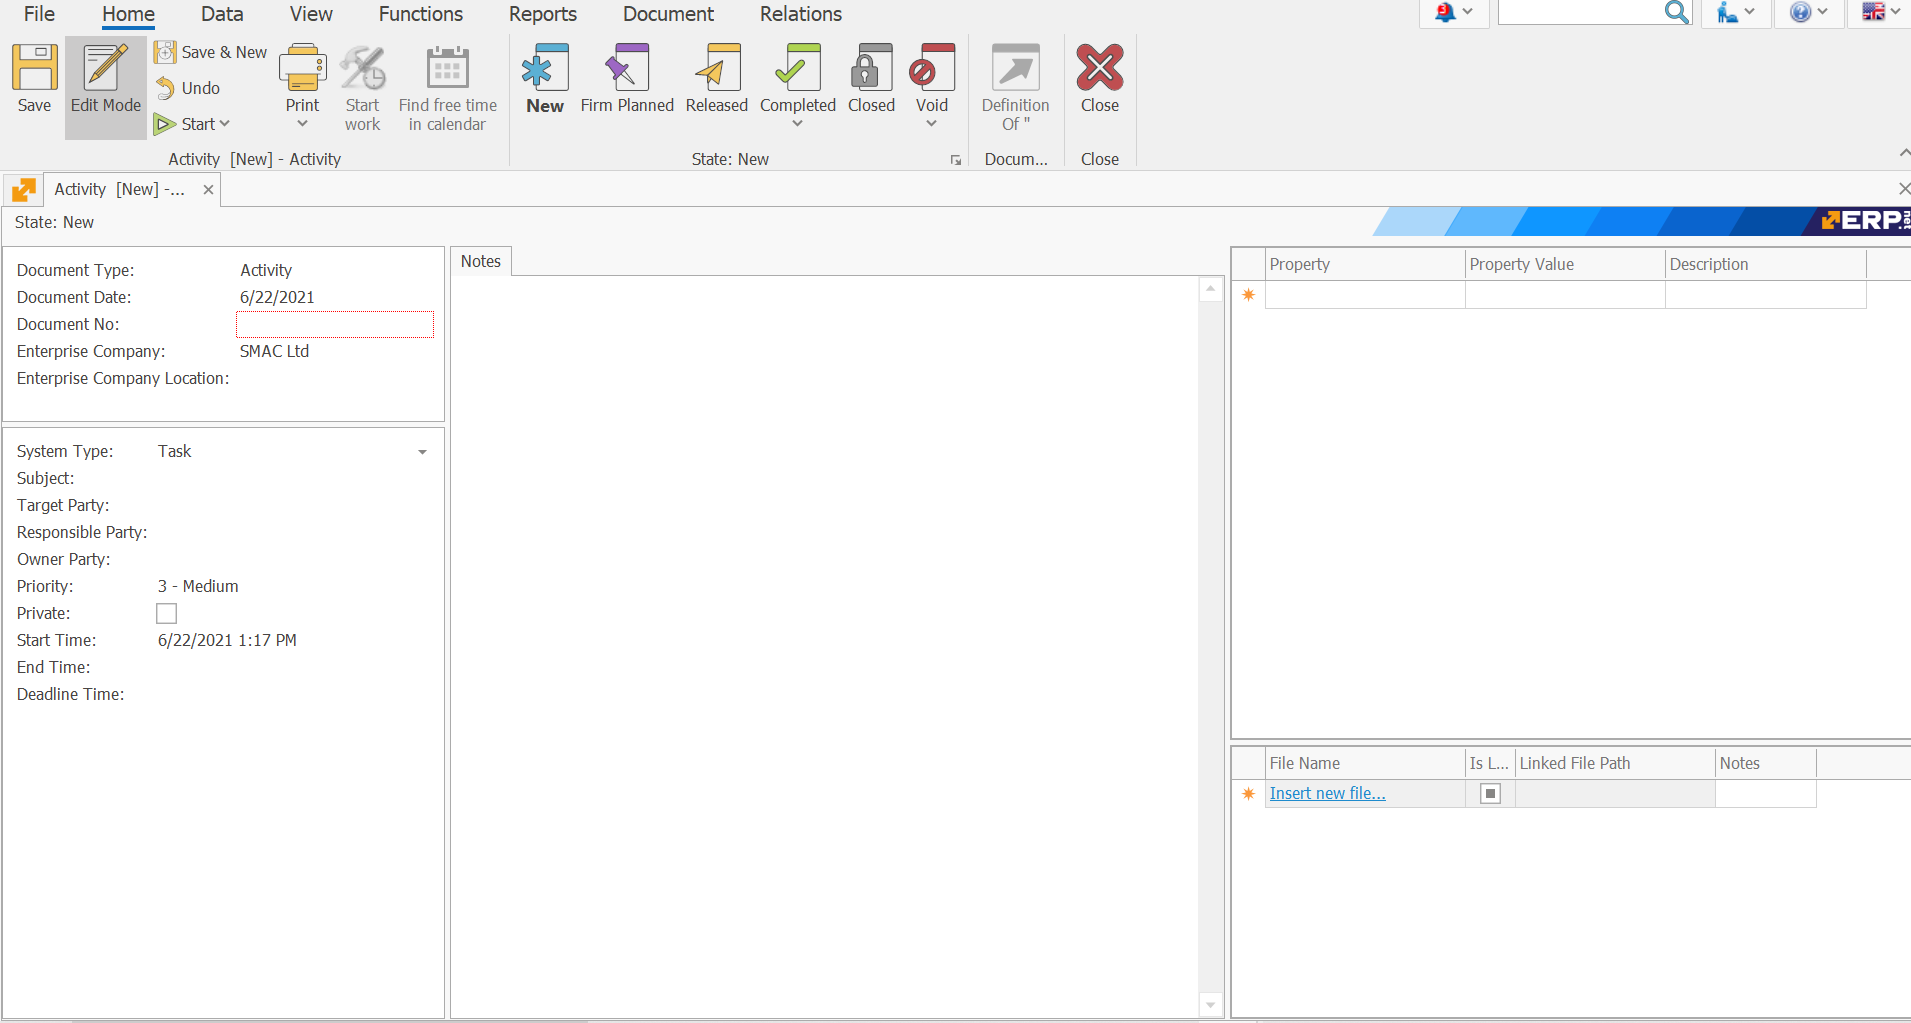 File Home Data View Functions Reports Document Relations
3
Save
Edit Mode
Save & New
Undo
Start
Print
Start work
Find free time in calendar
New
Firm Planned
Released
Completed
Closed
Void
Definition Of "
Close
Activity [New] - Activity
State: New
Docum...
Close
Activity [New] -...
State: New
ERP.net
Document Type: Activity
Document Date: 6/22/2021
Document No:
Enterprise Company: SMAC Ltd
Enterprise Company Location:
System Type: Task
Subject:
Target Party:
Responsible Party:
Owner Party:
Priority: 3 - Medium
Private:
Start Time: 6/22/2021 1:17 PM
End Time:
Deadline Time:
Notes
Property Property Value Description
File Name Is L... Linked File Path Notes
Insert new file...